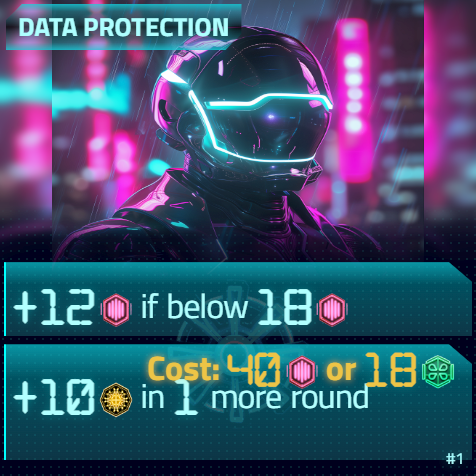 DATA PROTECTION
+12 if below 18
Cost: 40 or 18
+10 in 1 more round
#1